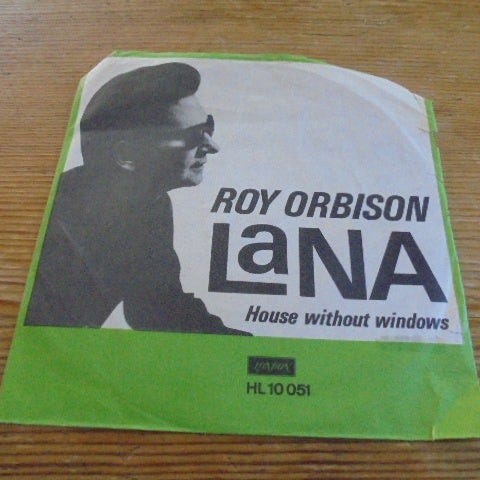 ROY ORBISON
LaNA
House without windows
LONDON
HL 10 051